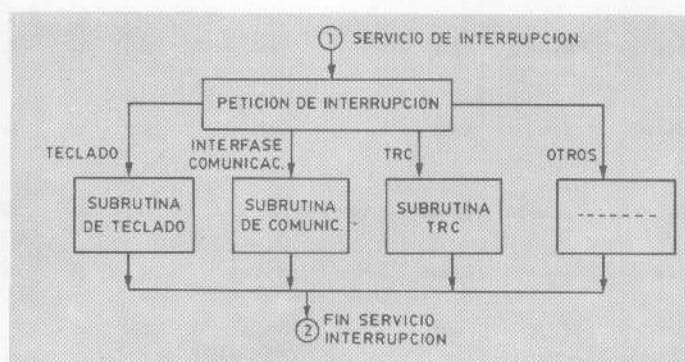 1 SERVICIO DE INTERRUPCION
PETICION DE INTERRUPCION
TECLADO
INTERFASE
COMUNICAC.
TRC
OTROS
SUBRUTINA
DE TECLADO
SUBRUTINA
DE COMUNIC.
SUBRUTINA
TRC
--------
2 FIN SERVICIO
INTERRUPCION